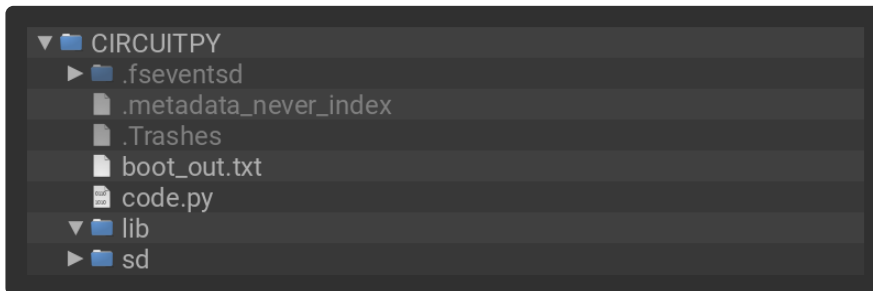 CIRCUITPY
.fseventsd
.metadata_never_index
.Trashes
boot_out.txt
code.py
lib
sd